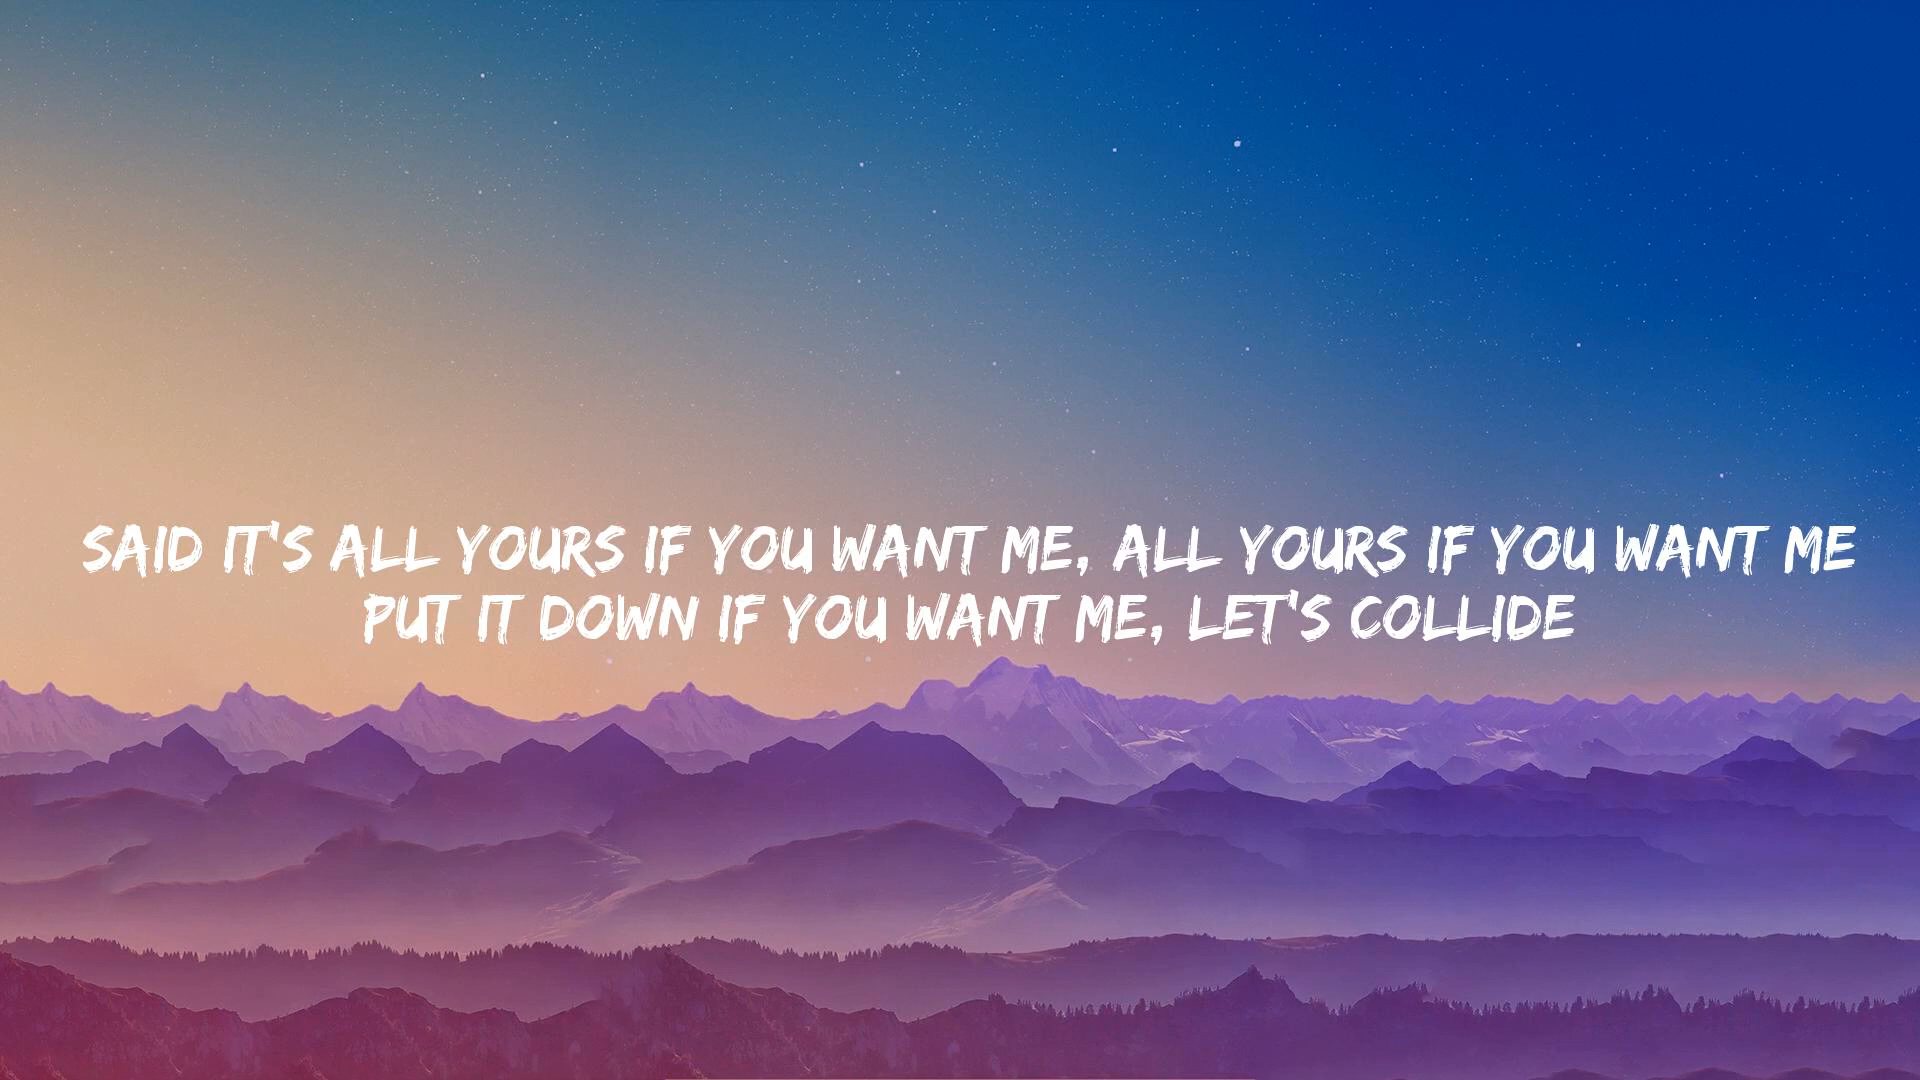 SAID IT'S ALL YOURS IF YOU WANT ME, ALL YOURS IF YOU WANT ME
PUT IT DOWN IF YOU WANT ME, LET'S COLLIDE